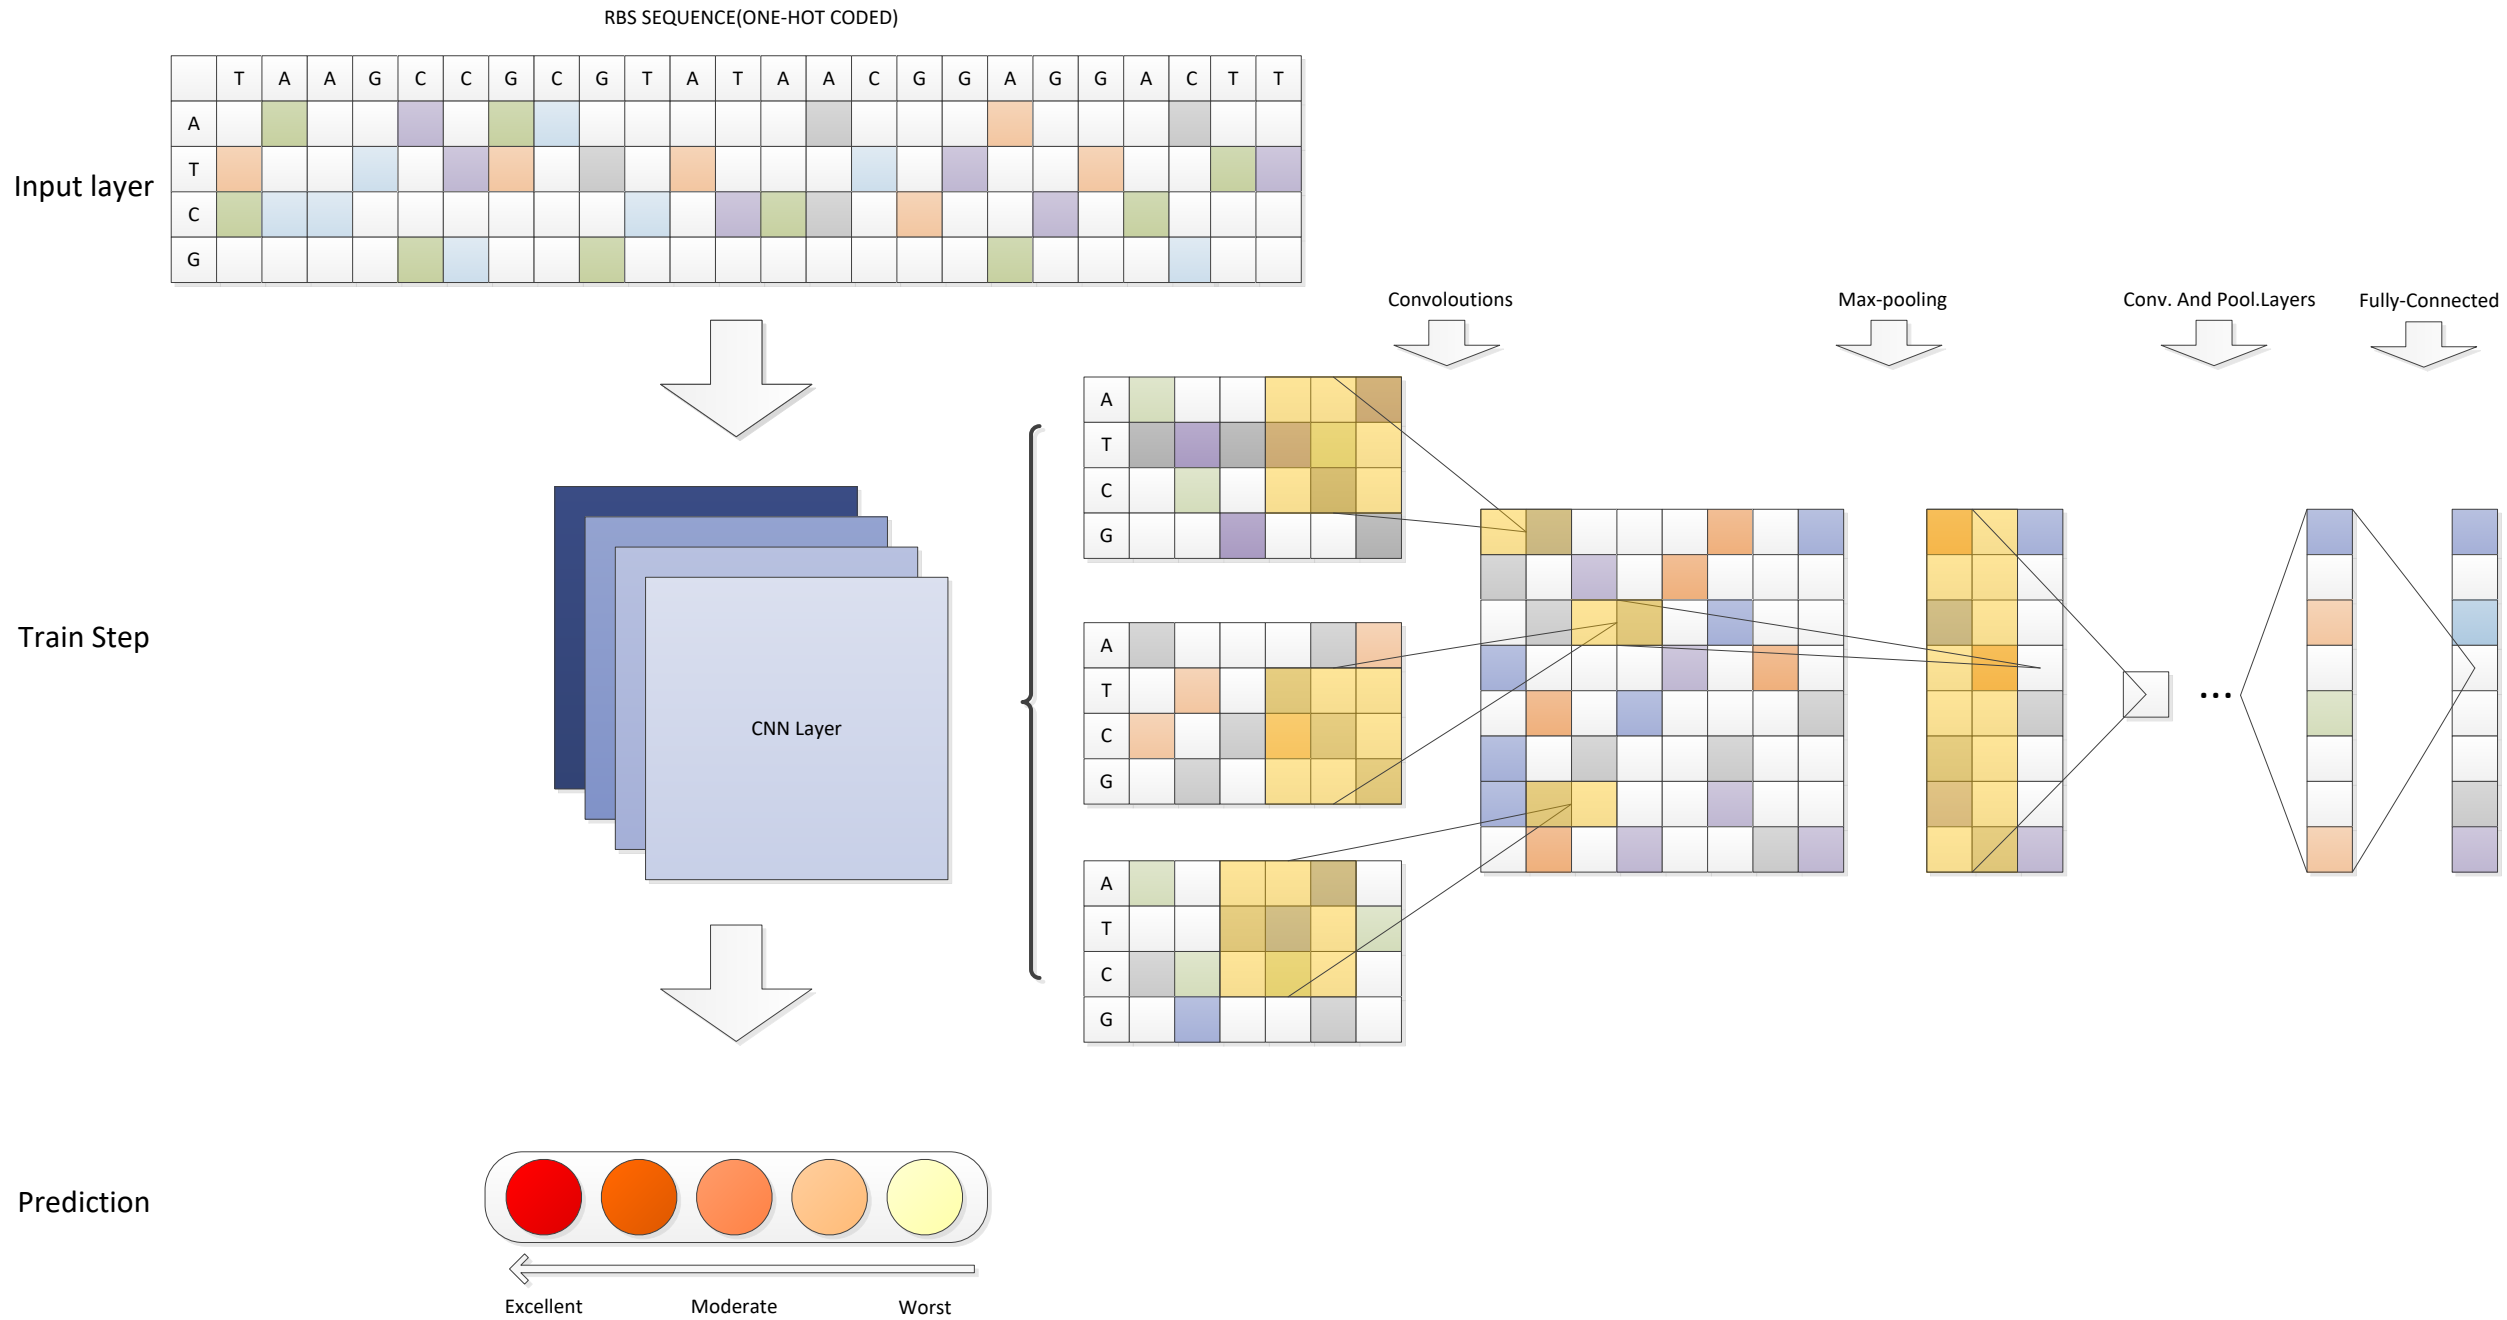 RBS SEQUENCE(ONE-HOT CODED)
T A A G C C G C G T A T A A C G G A G G A C T T
A
T
Input layer
C
G
Convoloutions
Max-pooling
Conv. And Pool.Layers
Fully-Connected
A
T
C
G
Train Step
A
T
C
G
CNN Layer
...
A
T
C
G
Prediction
Excellent
Moderate
Worst